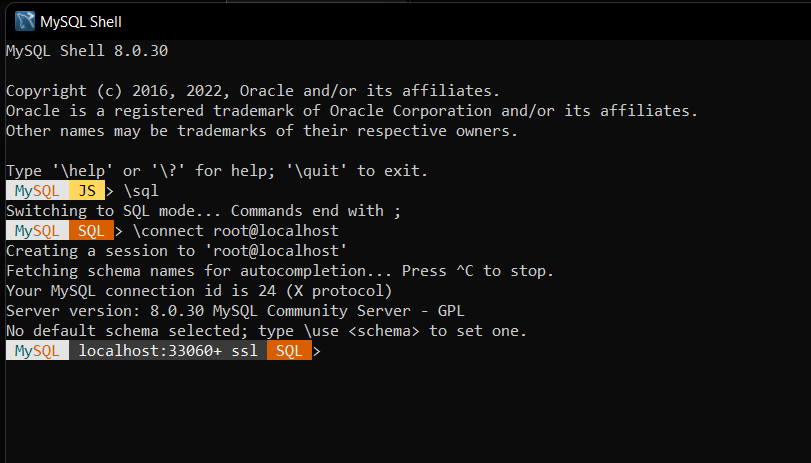 MySQL Shell
MySQL Shell 8.0.30
Copyright (c) 2016, 2022, Oracle and/or its affiliates.
Oracle is a registered trademark of Oracle Corporation and/or its affiliates.
Other names may be trademarks of their respective owners.
Type '\help' or '\?' for help; '\quit' to exit.
MySQL JS > \sql
Switching to SQL mode... Commands end with ;
MySQL SQL > \connect root@localhost
Creating a session to 'root@localhost'
Fetching schema names for autocompletion... Press ^C to stop.
Your MySQL connection id is 24 (X protocol)
Server version: 8.0.30 MySQL Community Server - GPL
No default schema selected; type \use <schema> to set one.
MySQL localhost:33060+ ssl SQL >